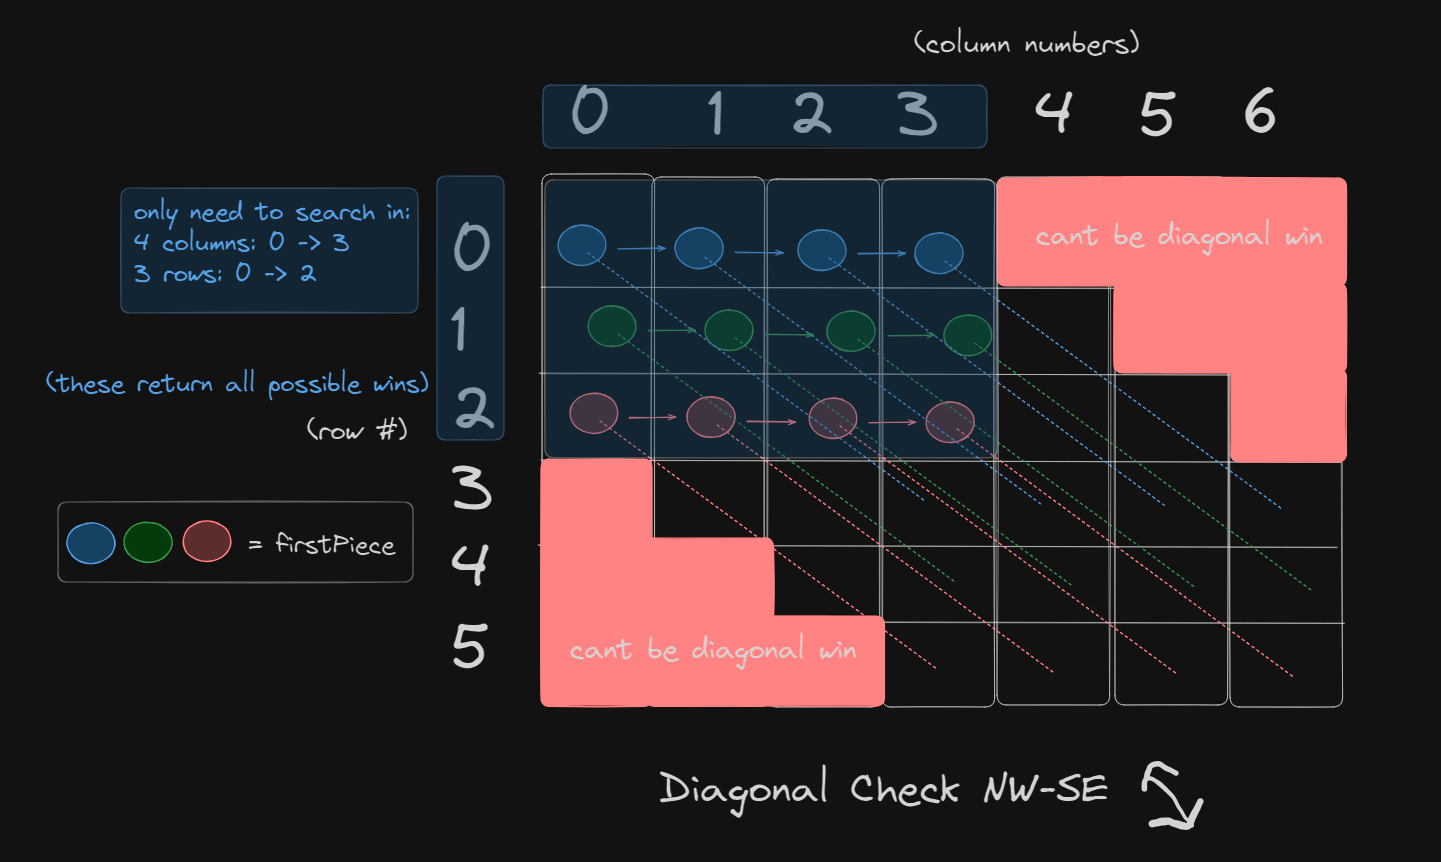 (column numbers)
0 1 2 3 4 5 6
only need to search in:
4 columns: 0 -> 3
3 rows: 0 -> 2
0
cant be diagonal win
1
(these return all possible wins)
2
(row #)
3
= firstPiece
4
5
cant be diagonal win
Diagonal Check NW-SE